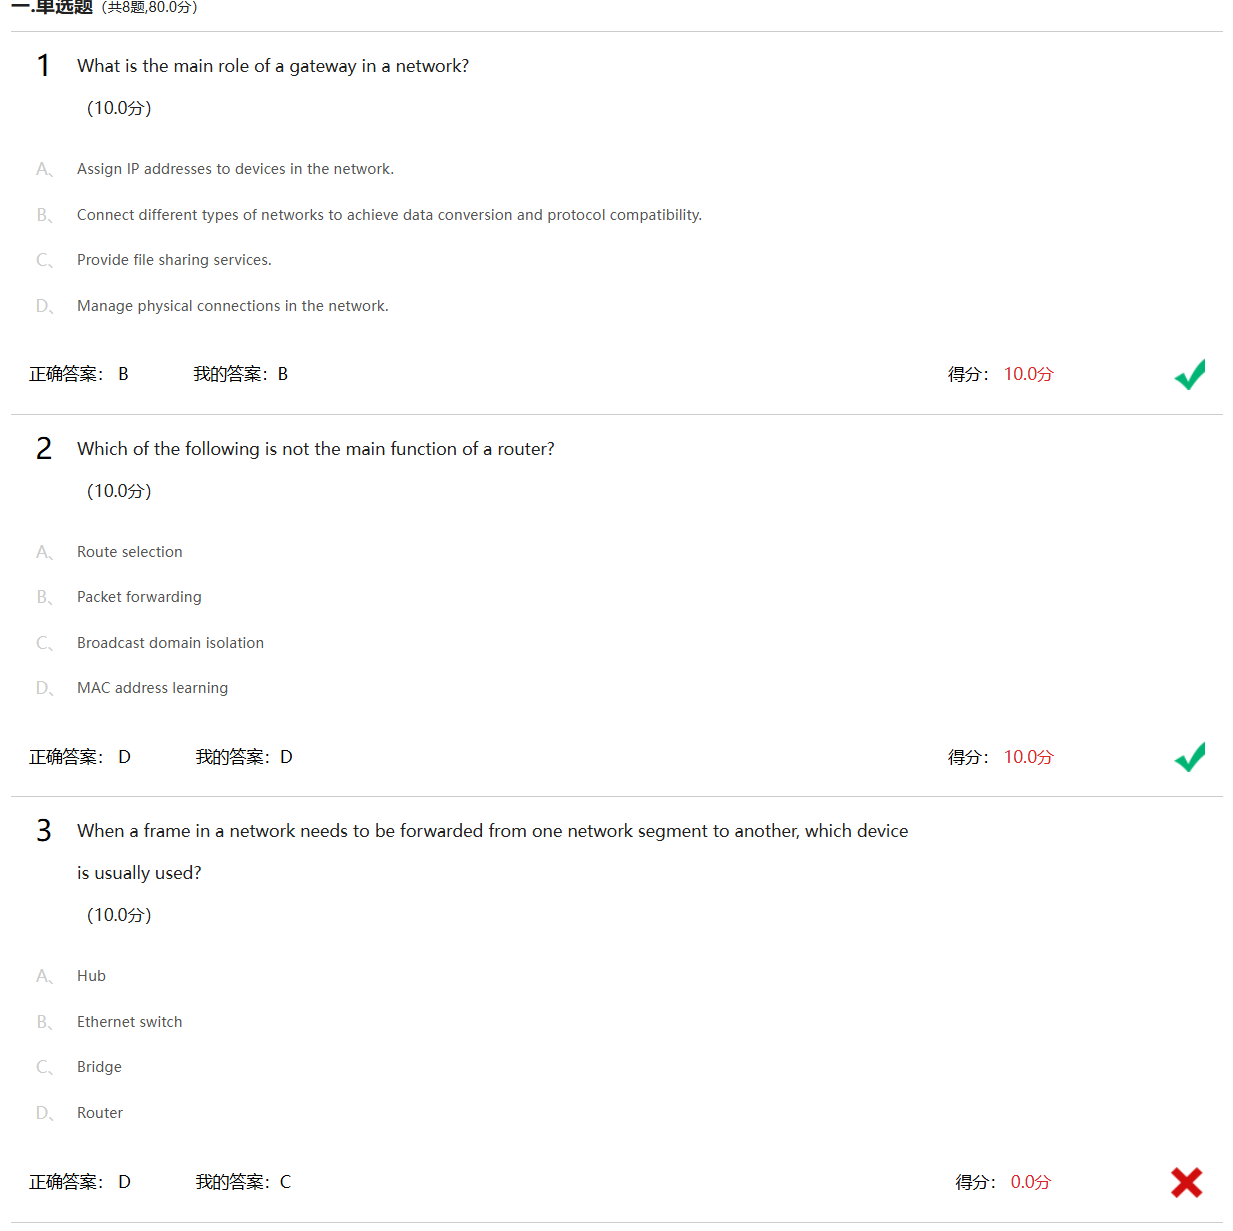 一.单选题（共8题,80.0分）
1 What is the main role of a gateway in a network?
（10.0分）
A、 Assign IP addresses to devices in the network.
B、 Connect different types of networks to achieve data conversion and protocol compatibility.
C、 Provide file sharing services.
D、 Manage physical connections in the network.
正确答案： B 我的答案：B 得分： 10.0分
2 Which of the following is not the main function of a router?
（10.0分）
A、 Route selection
B、 Packet forwarding
C、 Broadcast domain isolation
D、 MAC address learning
正确答案： D 我的答案：D 得分： 10.0分
3 When a frame in a network needs to be forwarded from one network segment to another, which device
is usually used?
（10.0分）
A、 Hub
B、 Ethernet switch
C、 Bridge
D、 Router
正确答案： D 我的答案：C 得分： 0.0分